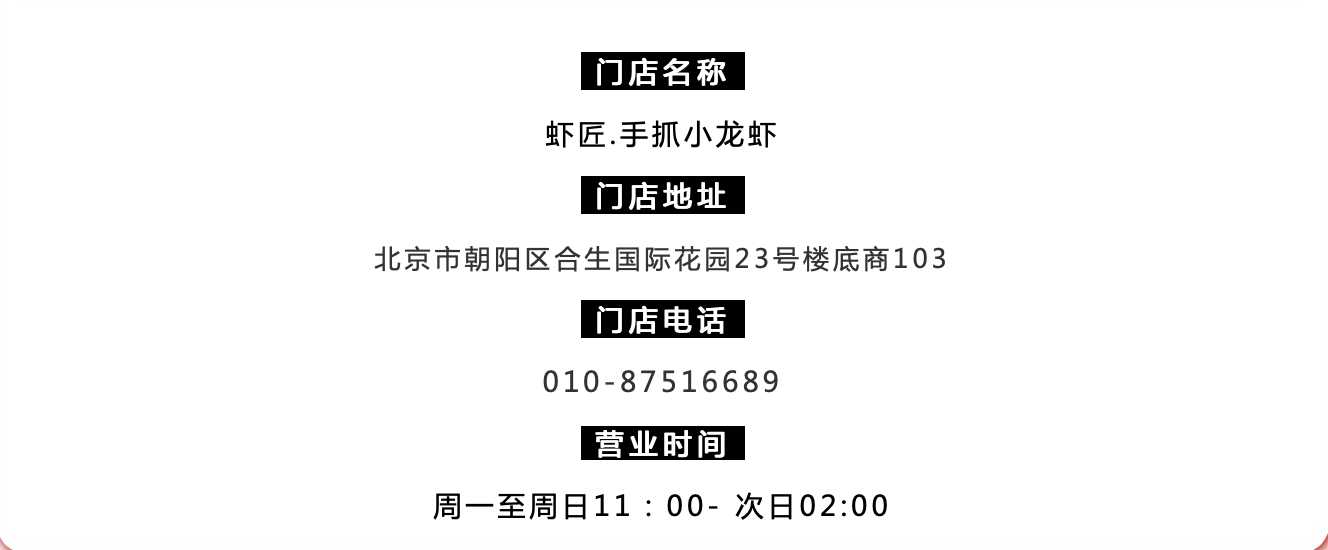 门店名称
虾匠.手抓小龙虾
门店地址
北京市朝阳区合生国际花园23号楼底商103
门店电话
010-87516689
营业时间
周一至周日11：00- 次日02:00